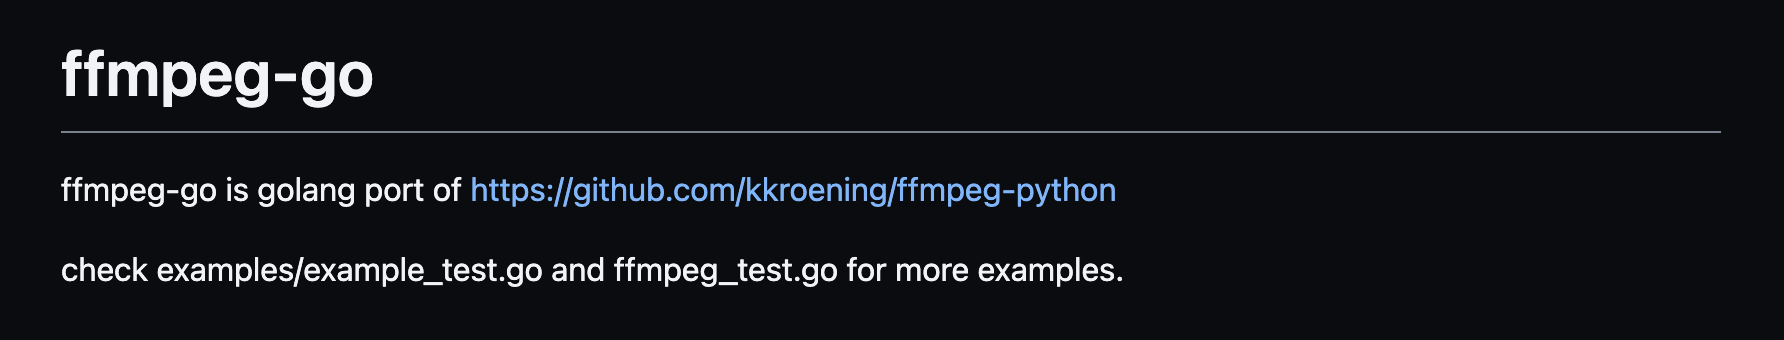 ffmpeg-go
ffmpeg-go is golang port of https://github.com/kkroening/ffmpeg-python
check examples/example_test.go and ffmpeg_test.go for more examples.